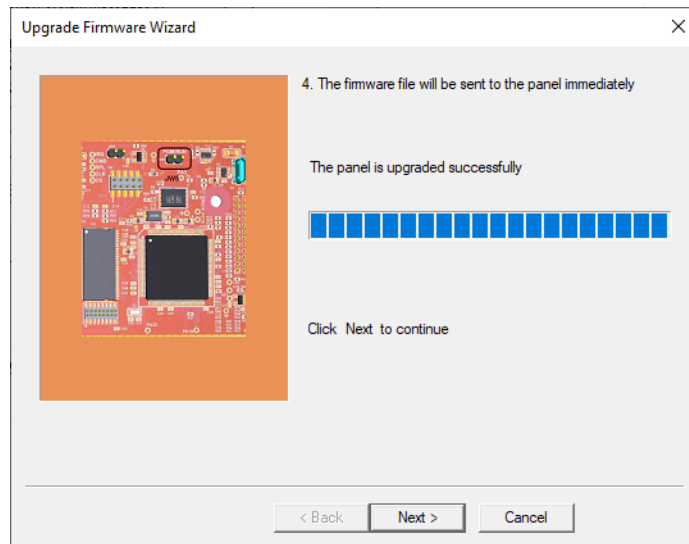 Upgrade Firmware Wizard
4. The firmware file will be sent to the panel immediately
The panel is upgraded successfully
Click Next to continue
< Back
Next >
Cancel